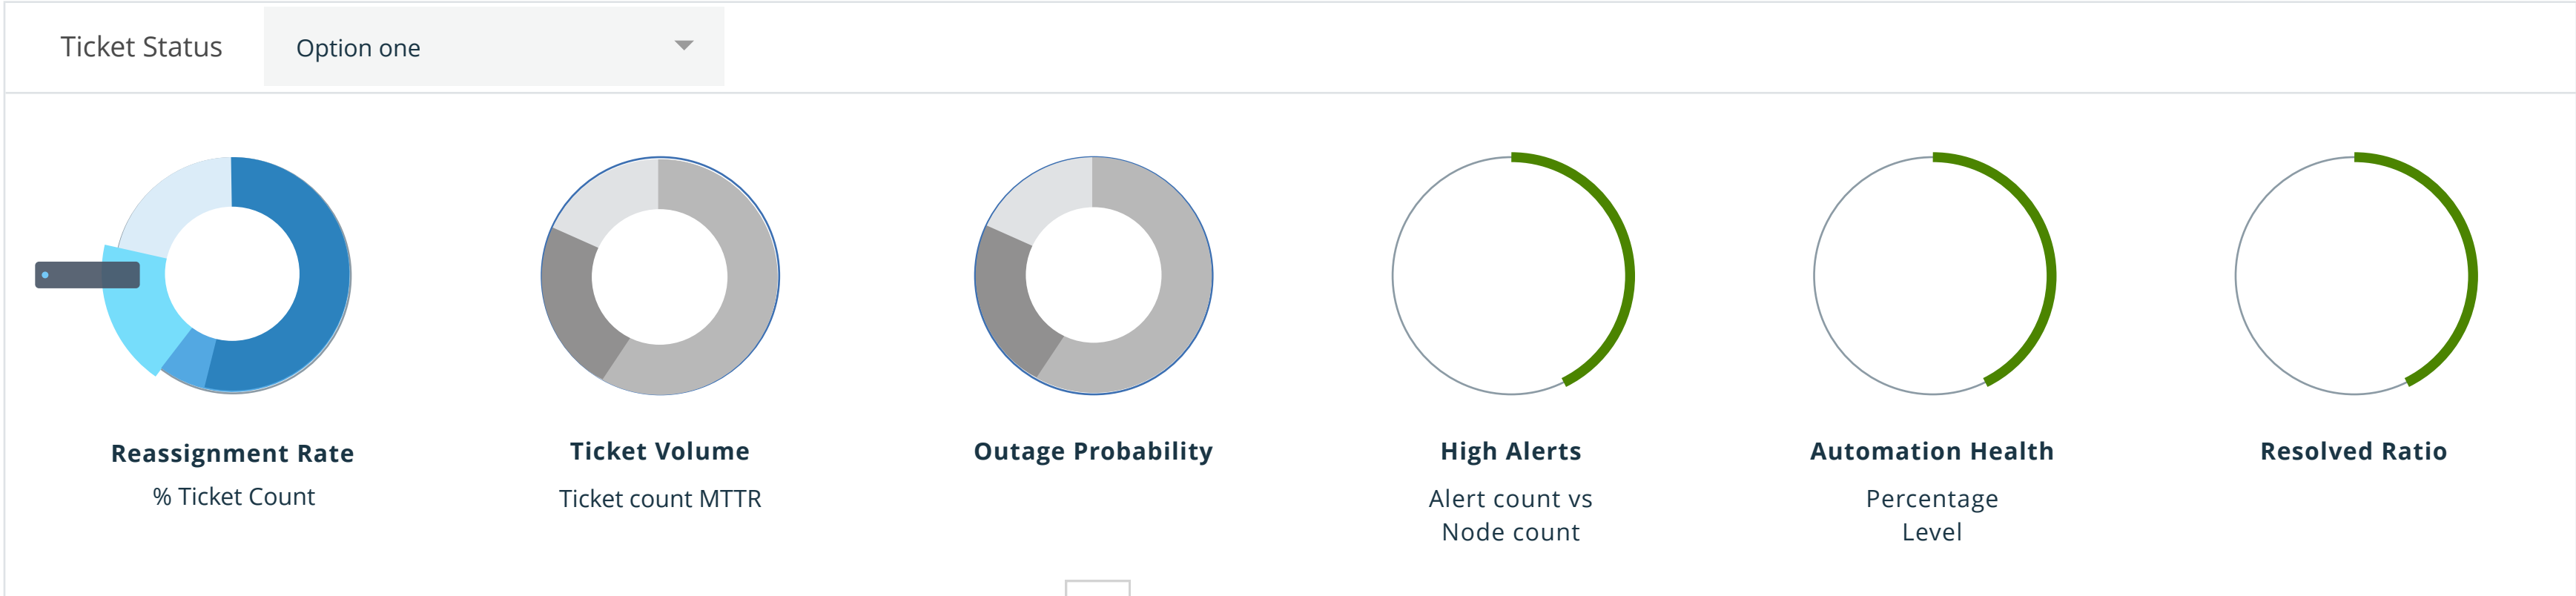 Ticket Status
Option one
Reassignment Rate
% Ticket Count
Ticket Volume
Ticket count MTTR
Outage Probability
High Alerts
Alert count vs
Node count
Automation Health
Percentage
Level
Resolved Ratio